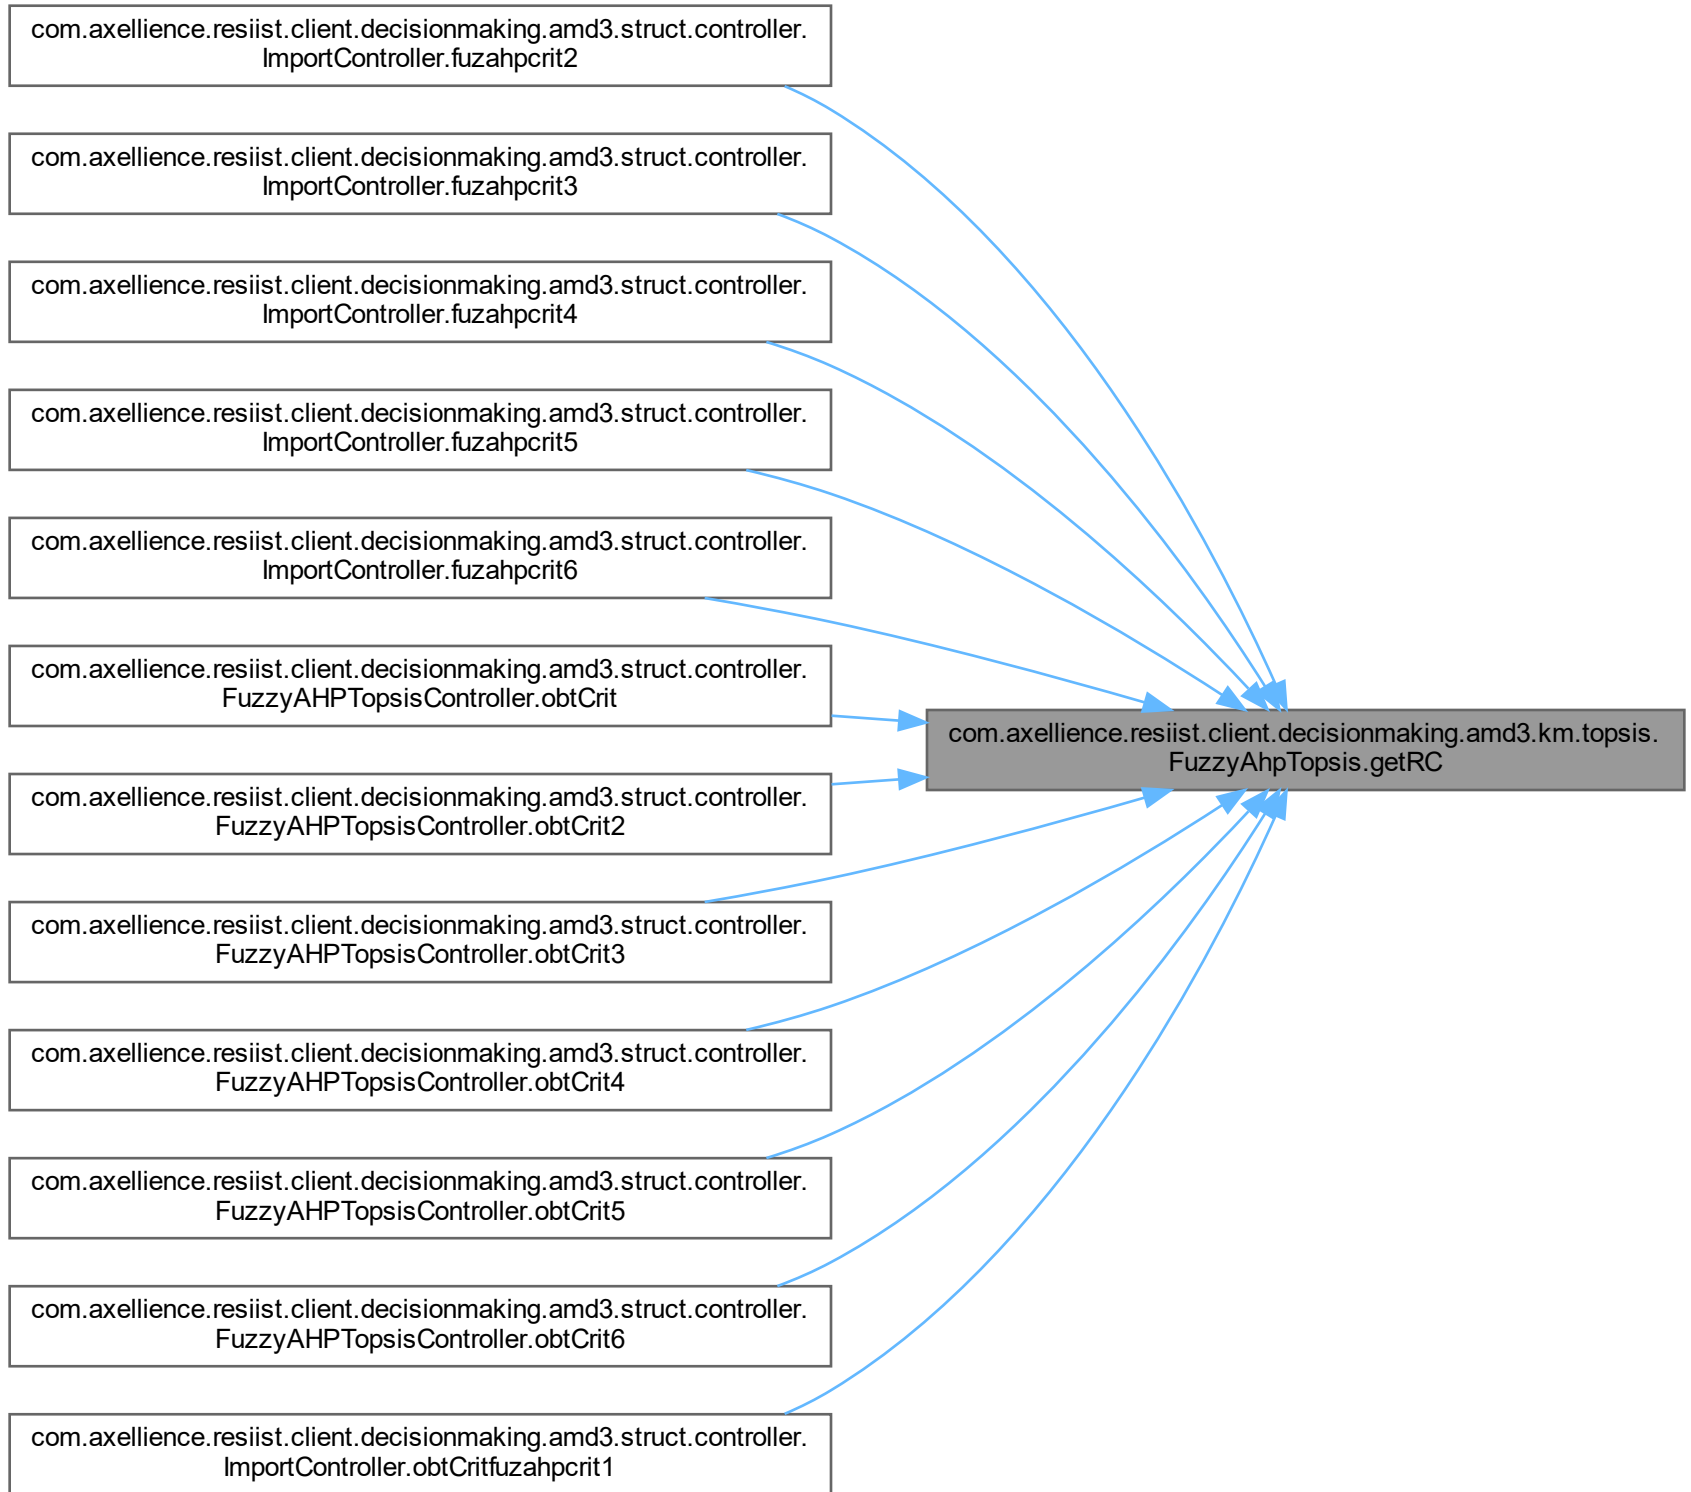 com.axellience.resiist.client.decisionmaking.amd3.struct.controller.
ImportController.fuzahpcrit2
com.axellience.resiist.client.decisionmaking.amd3.struct.controller.
ImportController.fuzahpcrit3
com.axellience.resiist.client.decisionmaking.amd3.struct.controller.
ImportController.fuzahpcrit4
com.axellience.resiist.client.decisionmaking.amd3.struct.controller.
ImportController.fuzahpcrit5
com.axellience.resiist.client.decisionmaking.amd3.struct.controller.
ImportController.fuzahpcrit6
com.axellience.resiist.client.decisionmaking.amd3.struct.controller.
FuzzyAHPTopsisController.obtCrit
com.axellience.resiist.client.decisionmaking.amd3.km.topsis.
FuzzyAhpTopsis.getRC
com.axellience.resiist.client.decisionmaking.amd3.struct.controller.
FuzzyAHPTopsisController.obtCrit2
com.axellience.resiist.client.decisionmaking.amd3.struct.controller.
FuzzyAHPTopsisController.obtCrit3
com.axellience.resiist.client.decisionmaking.amd3.struct.controller.
FuzzyAHPTopsisController.obtCrit4
com.axellience.resiist.client.decisionmaking.amd3.struct.controller.
FuzzyAHPTopsisController.obtCrit5
com.axellience.resiist.client.decisionmaking.amd3.struct.controller.
FuzzyAHPTopsisController.obtCrit6
com.axellience.resiist.client.decisionmaking.amd3.struct.controller.
ImportController.obtCritfuzahpcrit1